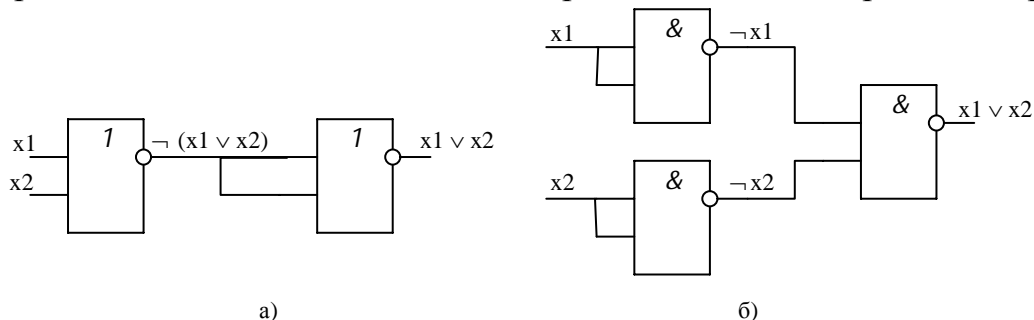 x1
x2
1
¬ (x1 ∨ x2)
1
x1 ∨ x2
а)
x1
&
¬ x1
x2
&
¬ x2
&
x1 ∨ x2
б)